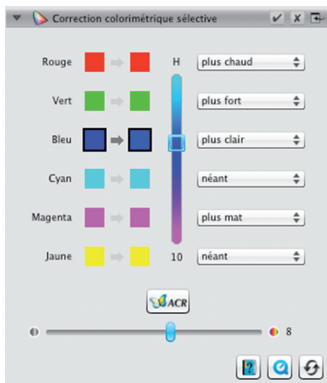 Correction colorimétrique sélective
Rouge H plus chaud
Vert plus fort
Bleu plus clair
Cyan néant
Magenta plus mat
Jaune 10 néant
ACR
8
?